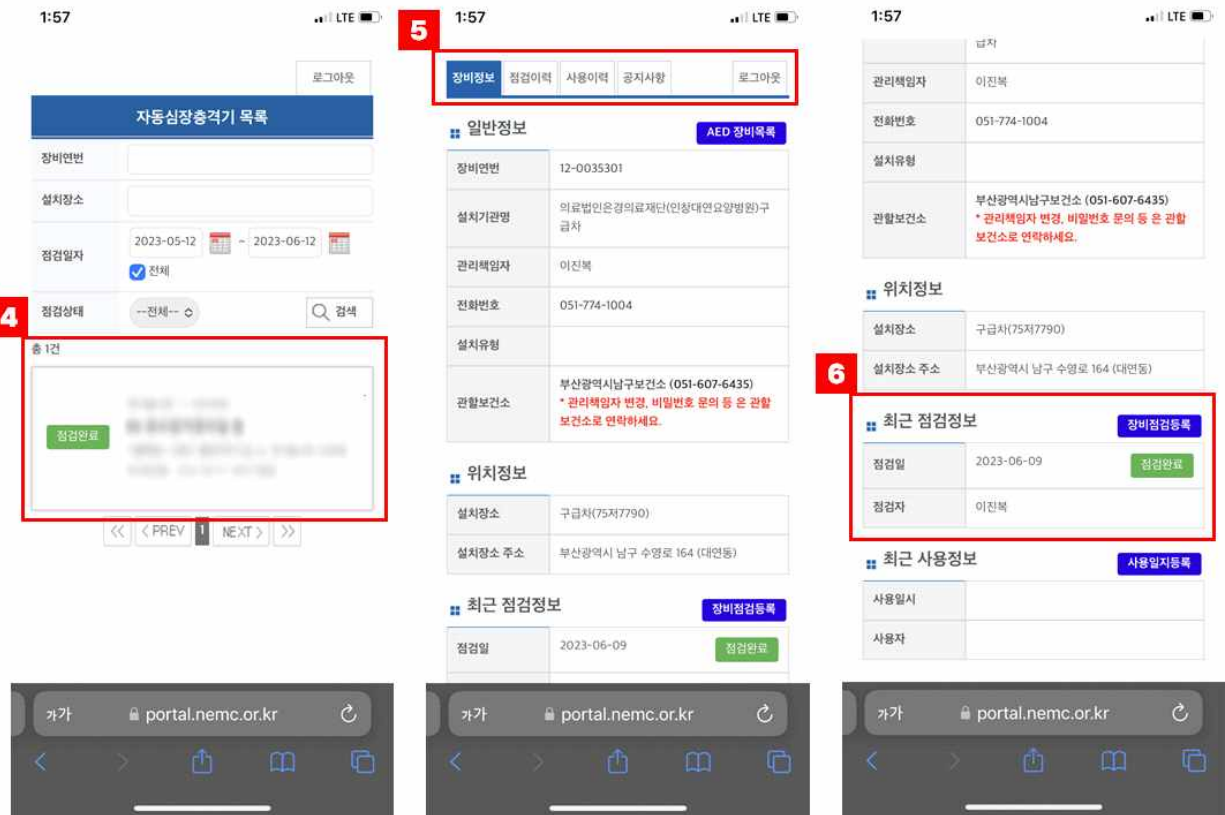 1:57
LTE
로그아웃
자동심장충격기 목록
장비연번
설치장소
점검일자
2023-05-12 ~ 2023-06-12
전체
점검상태
--전체--
검색
4
총 1건
점검완료
<< < PREV 1 NEXT > >>
가가 portal.nemc.or.kr
5
1:57
LTE
장비정보 점검이력 사용이력 공지사항 로그아웃
일반정보
AED 장비목록
장비연번 12-0035301
설치기관명 의료법인은경의료재단(인창대연요양병원)구
급차
관리책임자 이진복
전화번호 051-774-1004
설치유형
관할보건소
부산광역시남구보건소 (051-607-6435)
* 관리책임자 변경, 비밀번호 문의 등 은 관할
보건소로 연락하세요.
위치정보
설치장소 구급차(75저7790)
설치장소 주소 부산광역시 남구 수영로 164 (대연동)
최근 점검정보
장비점검등록
점검일 2023-06-09 점검완료
가가 portal.nemc.or.kr
1:57
LTE
급차
관리책임자 이진복
전화번호 051-774-1004
설치유형
관할보건소
부산광역시남구보건소 (051-607-6435)
* 관리책임자 변경, 비밀번호 문의 등 은 관할
보건소로 연락하세요.
위치정보
설치장소 구급차(75저7790)
설치장소 주소 부산광역시 남구 수영로 164 (대연동)
6
최근 점검정보
장비점검등록
점검일 2023-06-09 점검완료
점검자 이진복
최근 사용정보
사용일지등록
사용일시
사용자
가가 portal.nemc.or.kr